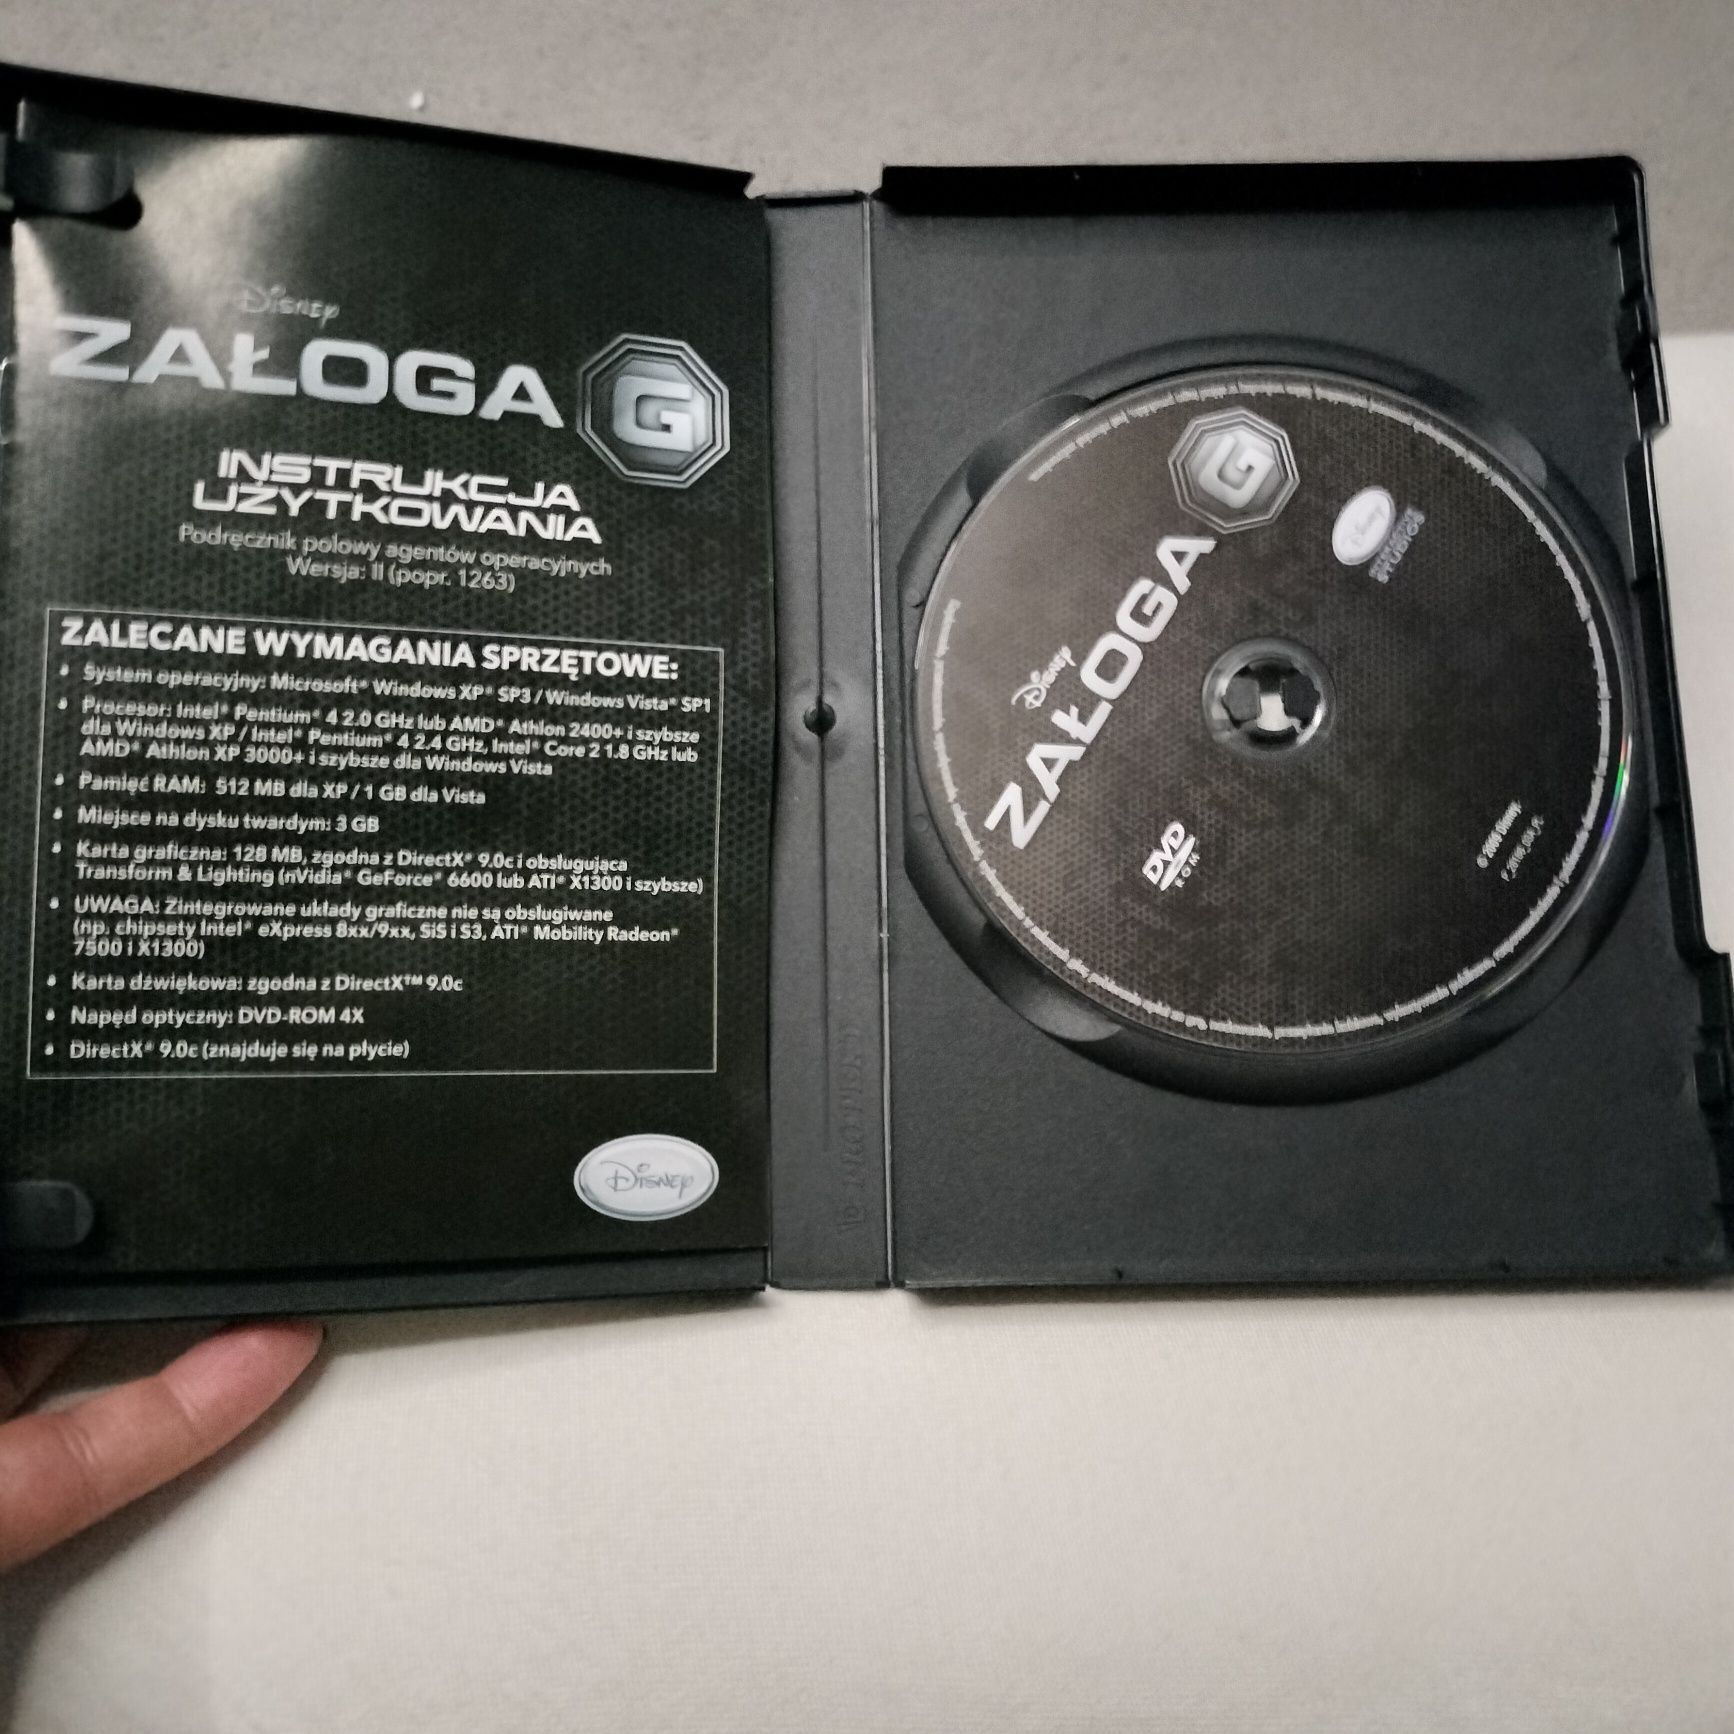 Disney
ZAŁOGA G
INSTRUKCJA
UŻYTKOWANIA
Podręcznik polowy agentów operacyjnych
Wersja: II (popr. 1263)
ZALECANE WYMAGANIA SPRZĘTOWE:
• System operacyjny: Microsoft® Windows XP® SP3 / Windows Vista® SP1
• Procesor: Intel® Pentium® 4 2.0 GHz lub AMD® Athlon 2400+ i szybsze
dla Windows XP / Intel® Pentium® 4 2.4 GHz, Intel® Core 2 1.8 GHz lub
AMD® Athlon XP 3000+ i szybsze dla Windows Vista
• Pamięć RAM: 512 MB dla XP / 1 GB dla Vista
• Miejsce na dysku twardym: 3 GB
• Karta graficzna: 128 MB, zgodna z DirectX® 9.0c i obsługująca
Transform & Lighting (nVidia® GeForce® 6600 lub ATI® X1300 i szybsze)
• UWAGA: Zintegrowane układy graficzne nie są obsługiwane
(np. chipsety Intel® eXpress 8xx/9xx, SiS i S3, ATI® Mobility Radeon®
7500 i X1300)
• Karta dźwiękowa: zgodna z DirectX™ 9.0c
• Napęd optyczny: DVD-ROM 4X
• DirectX® 9.0c (znajduje się na płycie)
Disney
Disney
ZAŁOGA G
Disney
INTERACTIVE
STUDIOS
DVD
ROM
© 2009 Disney.